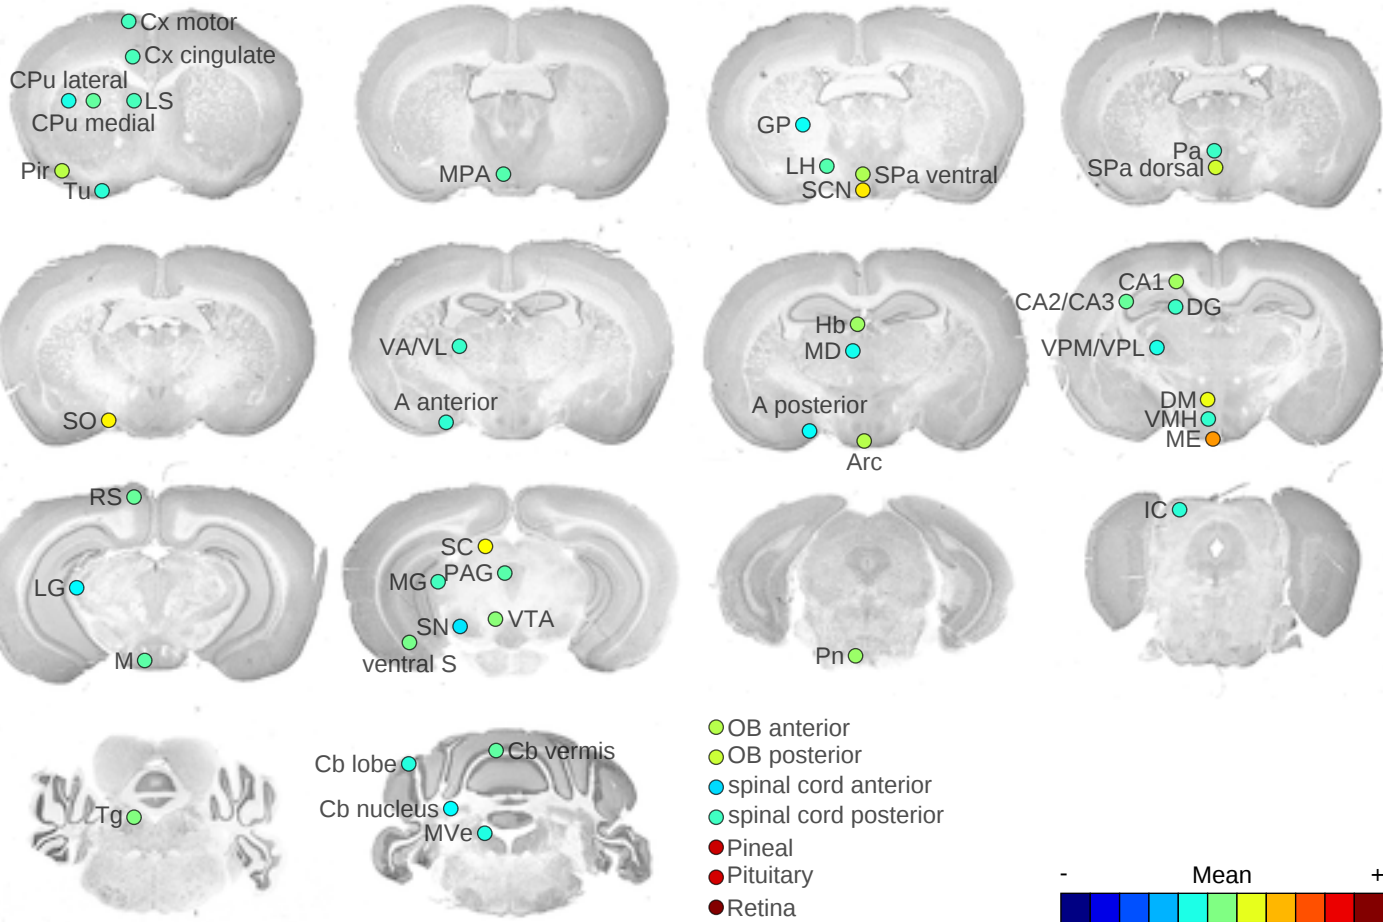 Cx motor
Cx cingulate
CPu lateral
LS
CPu medial
Pir
Tu
MPA
GP
LH
SPa ventral
SCN
Pa
SPa dorsal
SO
VA/VL
A anterior
Hb
MD
A posterior
Arc
CA1
CA2/CA3
DG
VPM/VPL
DM
VMH
ME
RS
LG
M
SC
PAG
MG
VTA
SN
ventral S
Pn
IC
Tg
Cb lobe
Cb vermis
Cb nucleus
MVe
OB anterior
OB posterior
spinal cord anterior
spinal cord posterior
Pineal
Pituitary
Retina
- Mean +